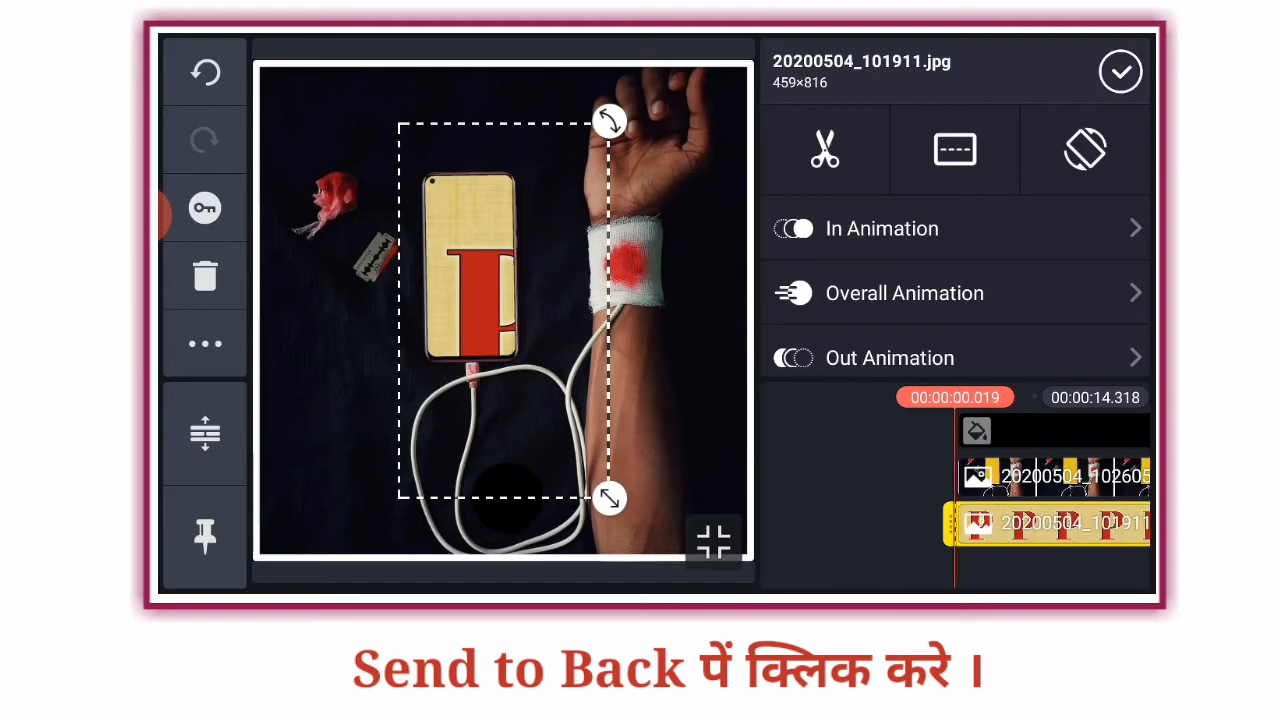 20200504_101911.jpg
459×816
In Animation
Overall Animation
Out Animation
00:00:00.019
00:00:14.318
20200504_102605
20200504_101911
P P P P
Send to Back पें क्लिक करे ।